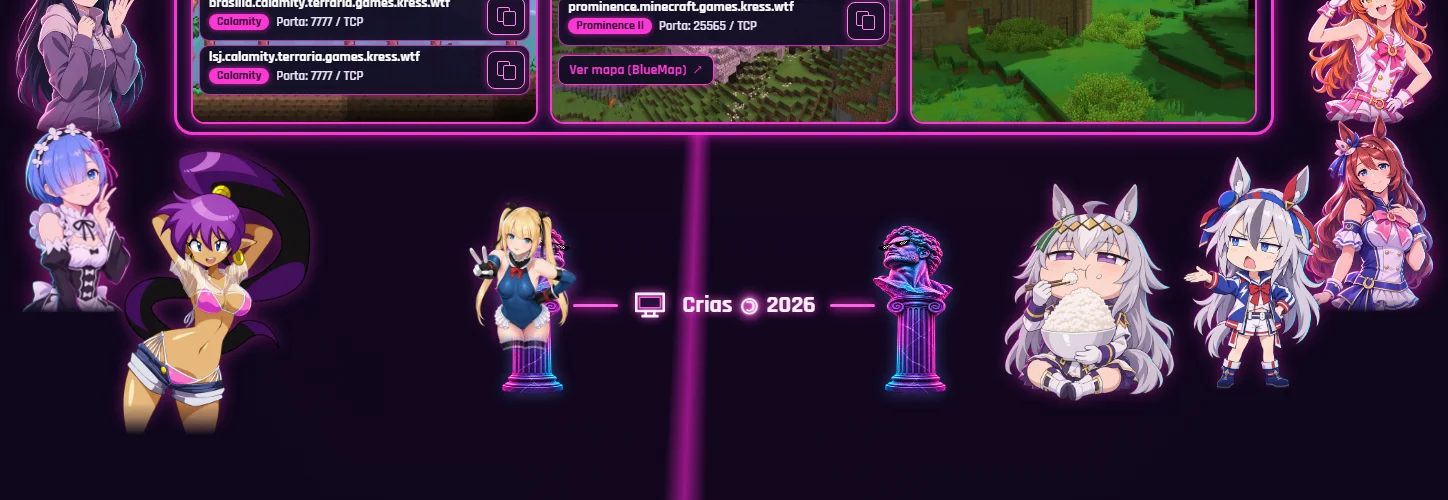 brasilia.calamity.terraria.games.kress.wtf
Calamity Porta: 7777 / TCP
lsj.calamity.terraria.games.kress.wtf
Calamity Porta: 7777 / TCP
prominence.minecraft.games.kress.wtf
Prominence II Porta: 25565 / TCP
Ver mapa (BlueMap) ↗
Crias 2026